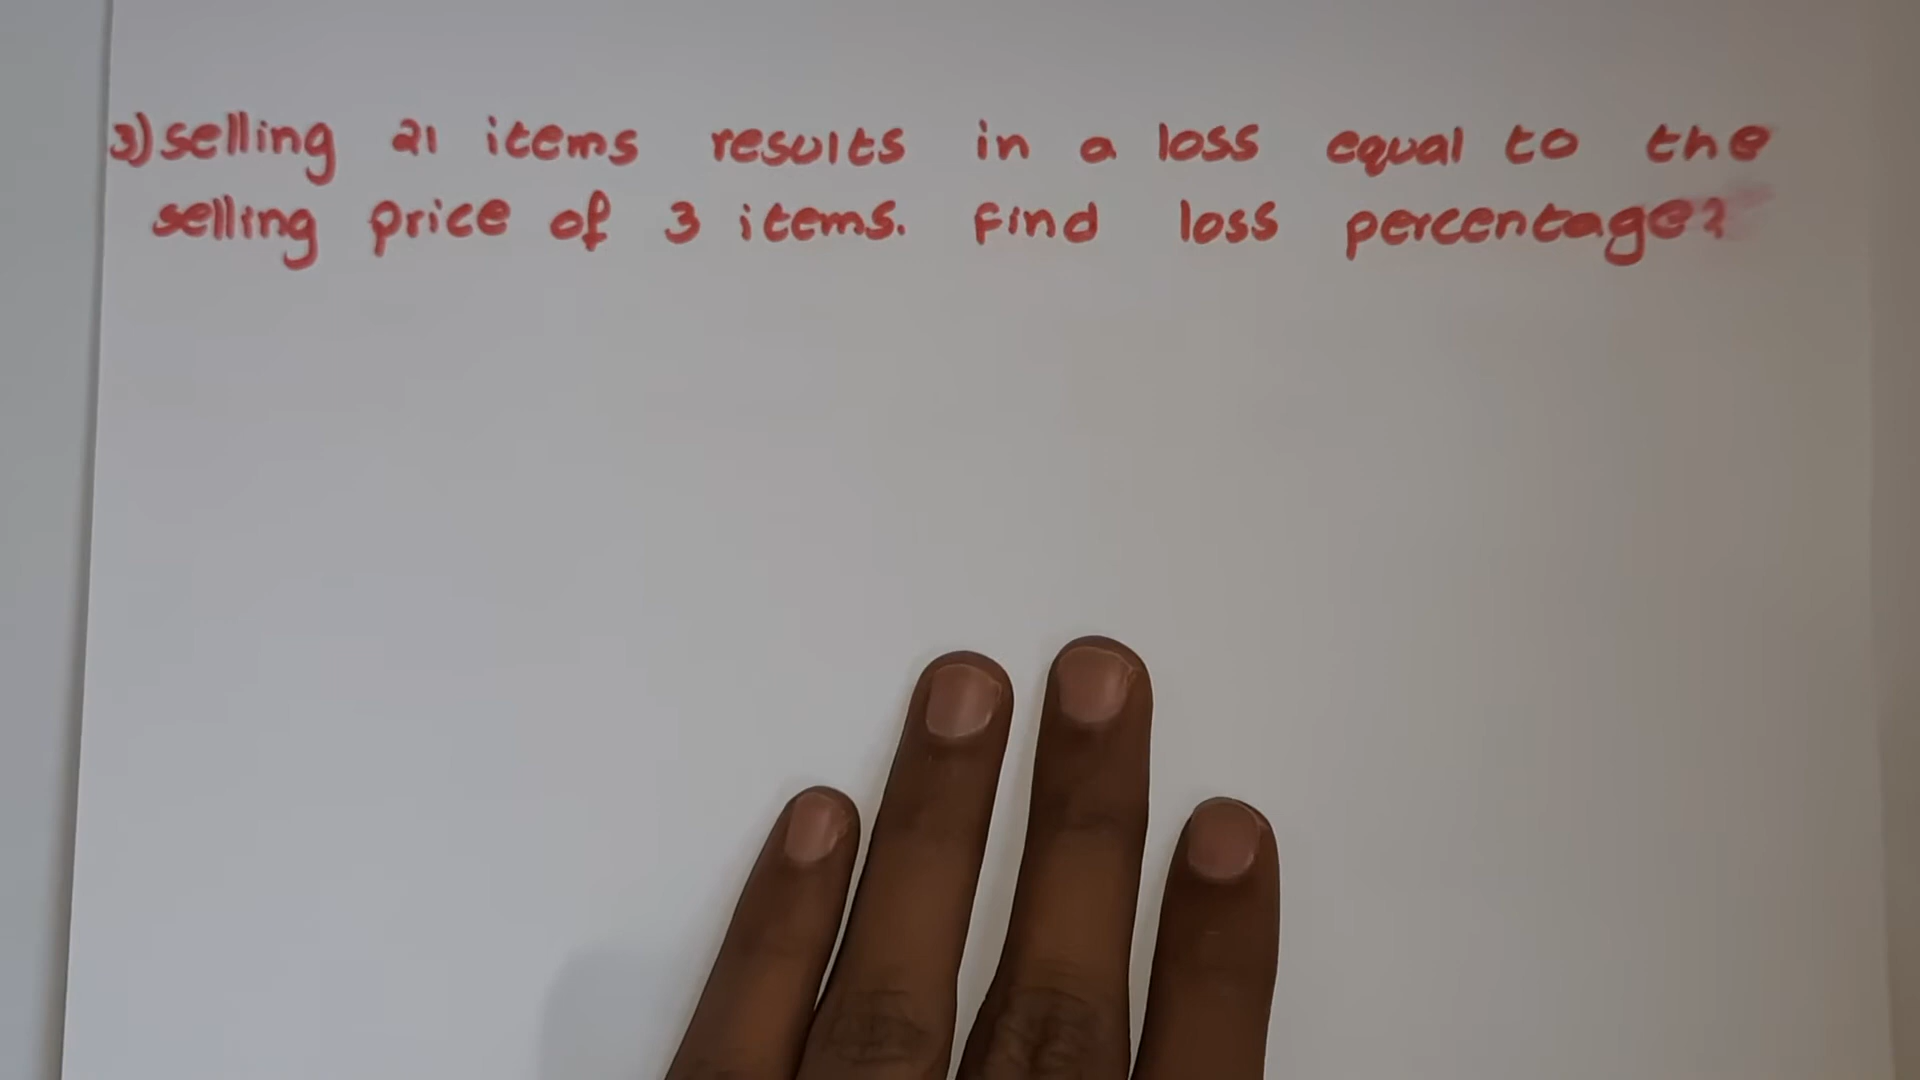 3) selling 21 items results in a loss equal to the
selling price of 3 items. Find loss percentage?